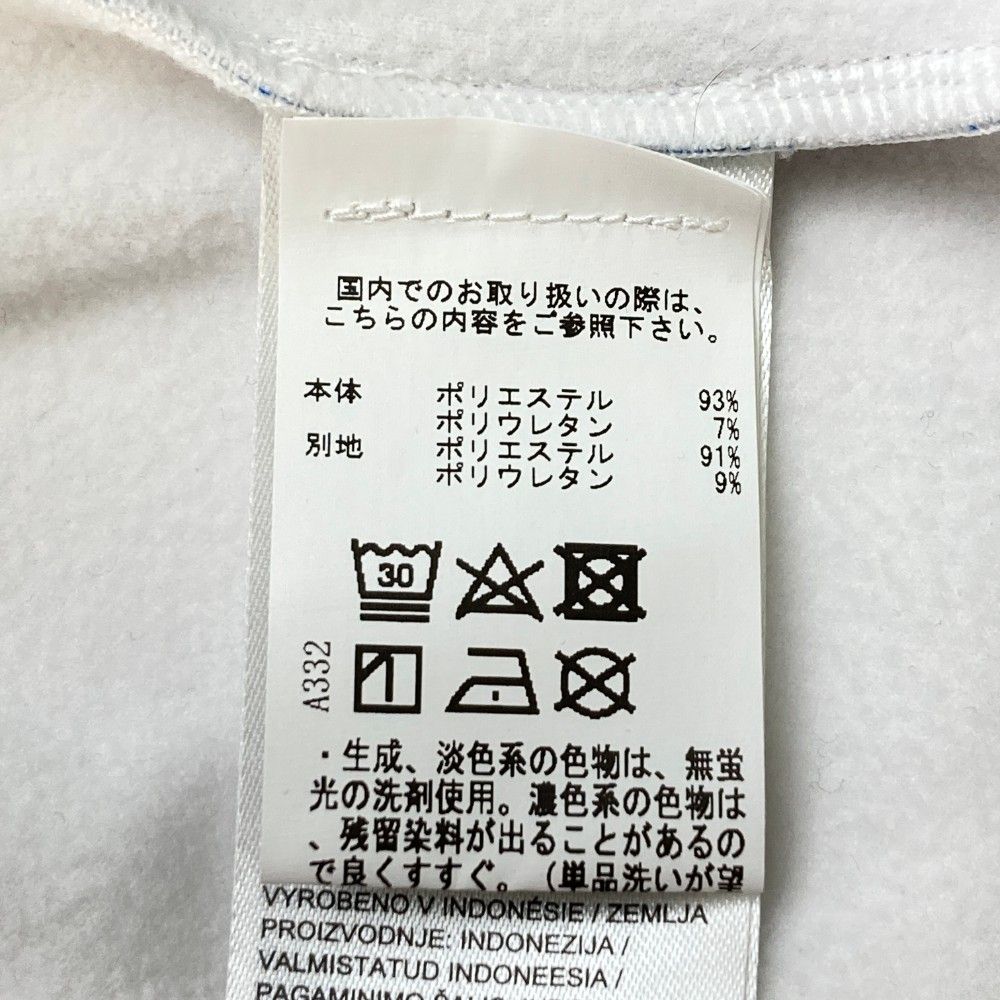 国内でのお取り扱いの際は、
こちらの内容をご参照下さい。
本体 ポリエステル 93%
ポリウレタン 7%
別地 ポリエステル 91%
ポリウレタン 9%
30
A332
・生成、淡色系の色物は、無蛍
光の洗剤使用。濃色系の色物は
、残留染料が出ることがあるの
で良くすすぐ。（単品洗いが望
VYROBENO V INDONÉSIE / ZEMLJA
PROIZVODNJE: INDONEZIJA /
VALMISTATUD INDONEESIA /
PAGAMINIMO